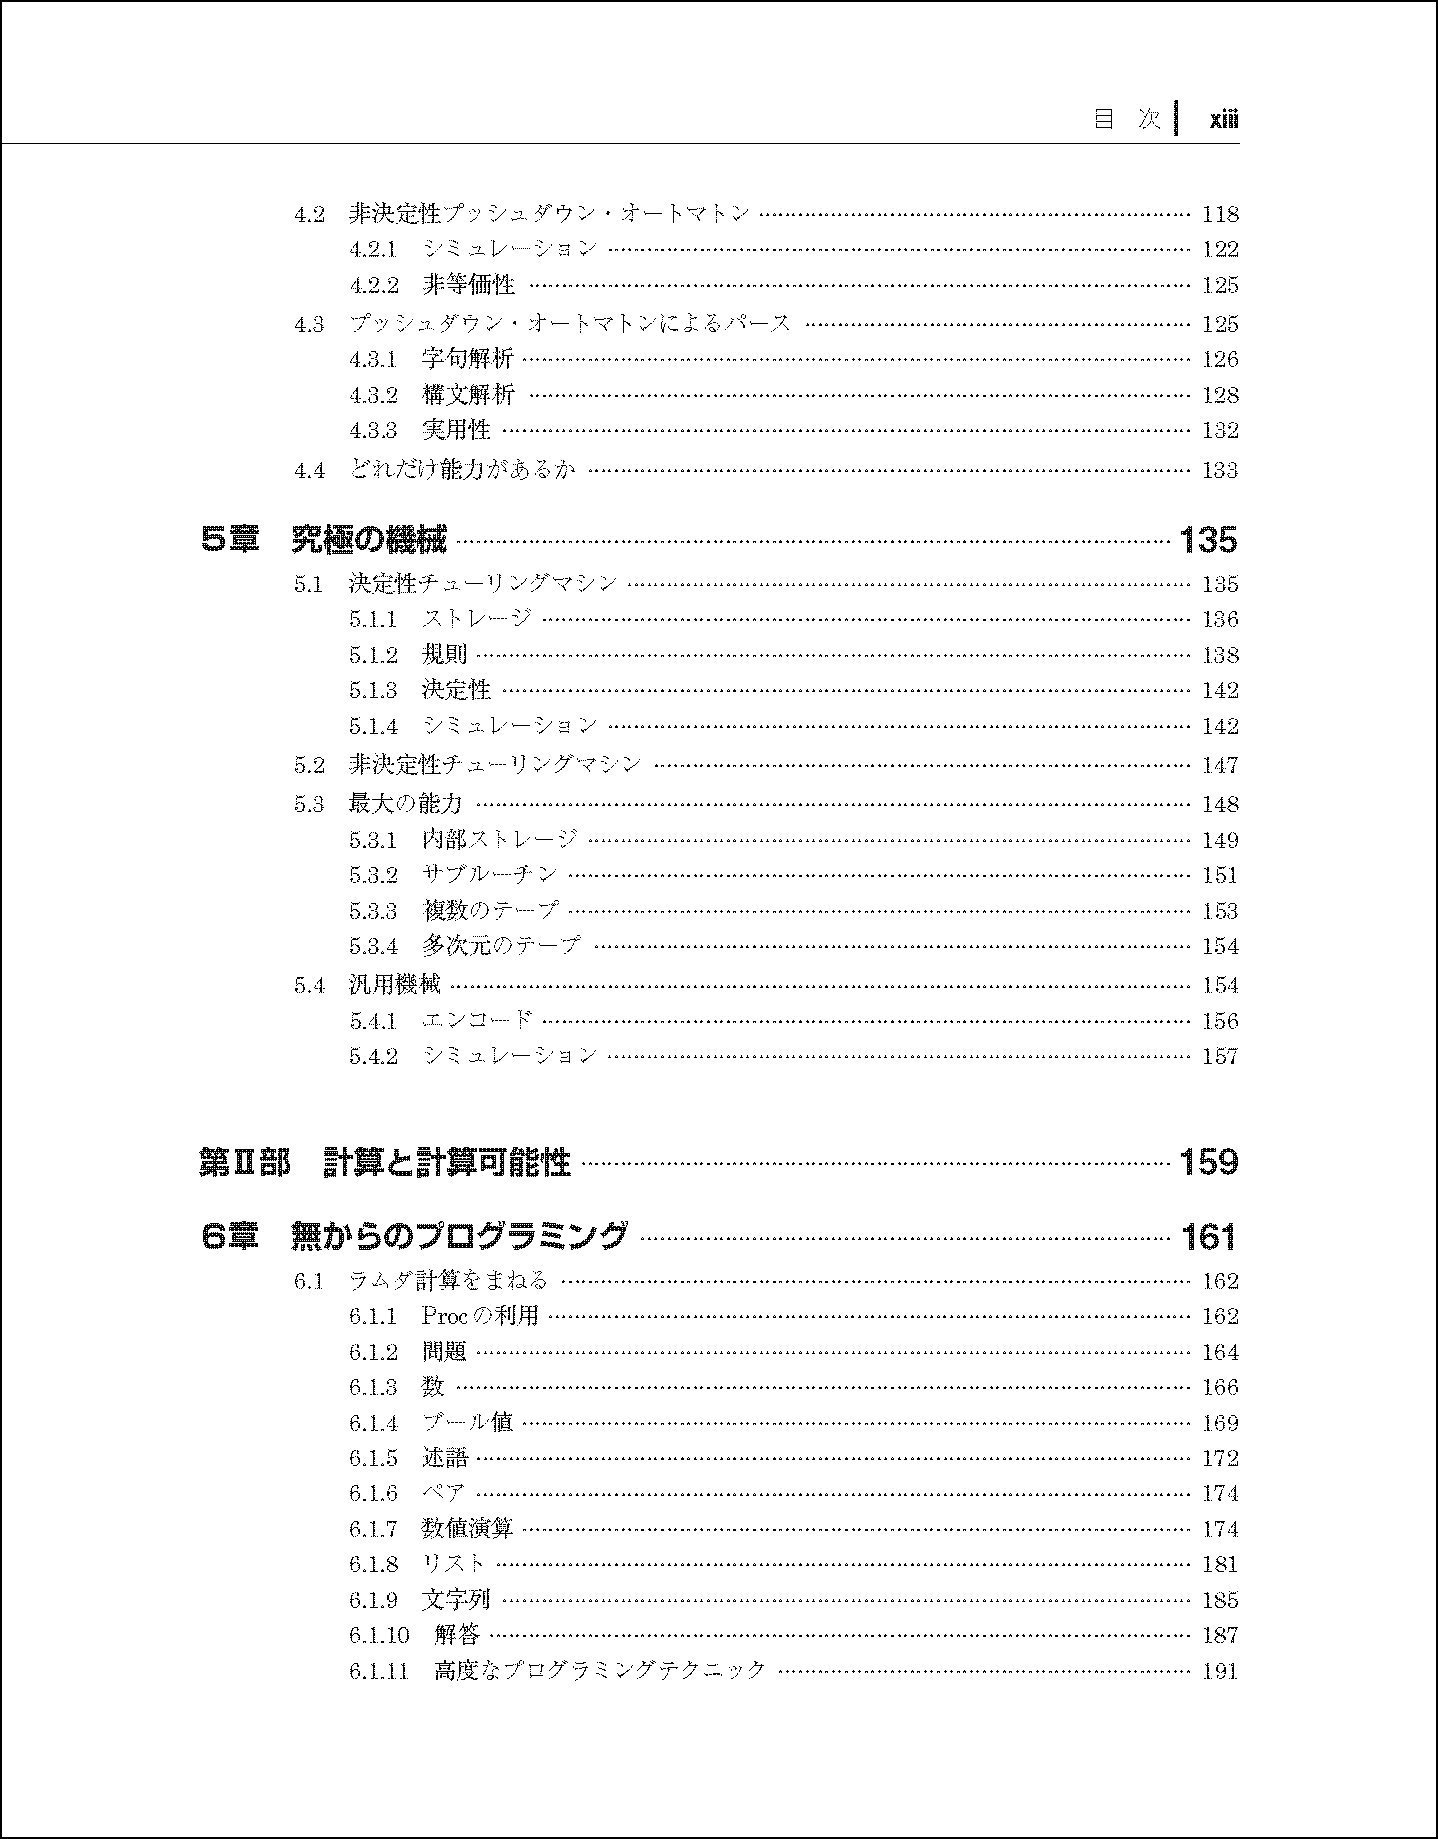 目 次 xiii
4.2 非決定性プッシュダウン・オートマトン 118
4.2.1 シミュレーション 122
4.2.2 非等価性 125
4.3 プッシュダウン・オートマトンによるパース 125
4.3.1 字句解析 126
4.3.2 構文解析 128
4.3.3 実用性 132
4.4 どれだけ能力があるか 133
5章 究極の機械 135
5.1 決定性チューリングマシン 135
5.1.1 ストレージ 136
5.1.2 規則 138
5.1.3 決定性 142
5.1.4 シミュレーション 142
5.2 非決定性チューリングマシン 147
5.3 最大の能力 148
5.3.1 内部ストレージ 149
5.3.2 サブルーチン 151
5.3.3 複数のテープ 153
5.3.4 多次元のテープ 154
5.4 汎用機械 154
5.4.1 エンコード 156
5.4.2 シミュレーション 157
第II部 計算と計算可能性 159
6章 無からのプログラミング 161
6.1 ラムダ計算をまねる 162
6.1.1 Procの利用 162
6.1.2 問題 164
6.1.3 数 166
6.1.4 ブール値 169
6.1.5 述語 172
6.1.6 ペア 174
6.1.7 数値演算 174
6.1.8 リスト 181
6.1.9 文字列 185
6.1.10 解答 187
6.1.11 高度なプログラミングテクニック 191